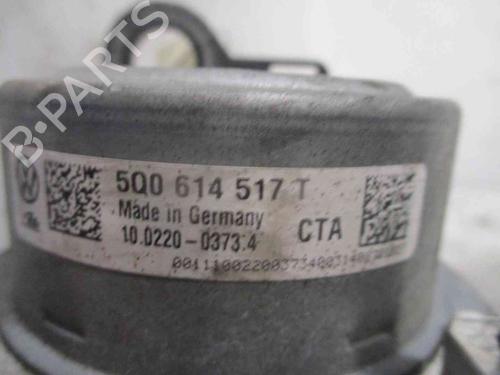 B-PARTS
5Q0 614 517 T
Made in Germany
10.0220-0373.4 CTA